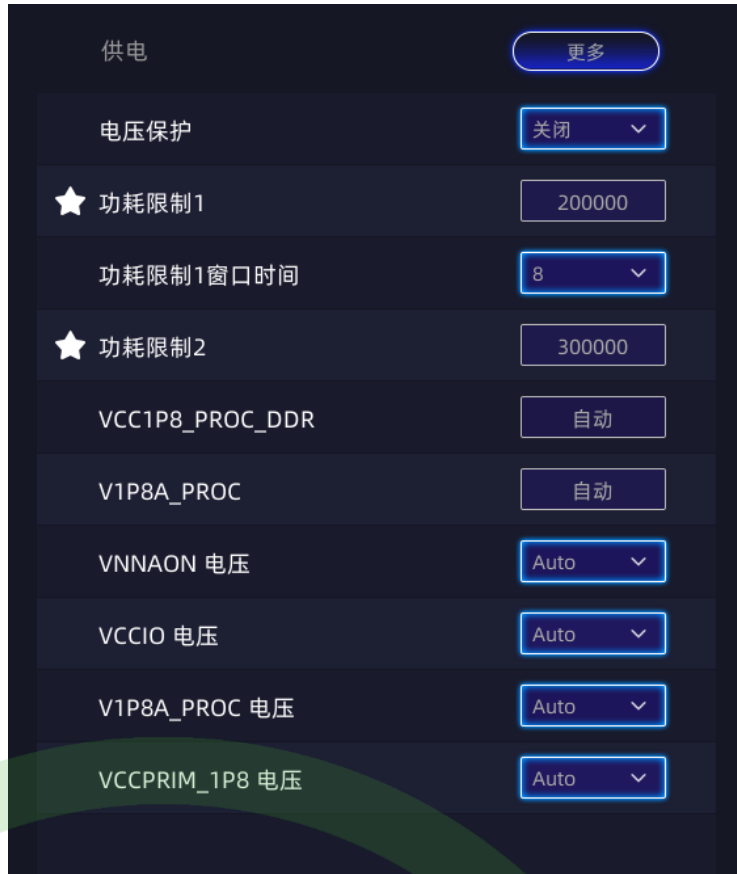 供电 更多
电压保护 关闭
功耗限制1 200000
功耗限制1窗口时间 8
功耗限制2 300000
VCC1P8_PROC_DDR 自动
V1P8A_PROC 自动
VNNAON 电压 Auto
VCCIO 电压 Auto
V1P8A_PROC 电压 Auto
VCCPRIM_1P8 电压 Auto